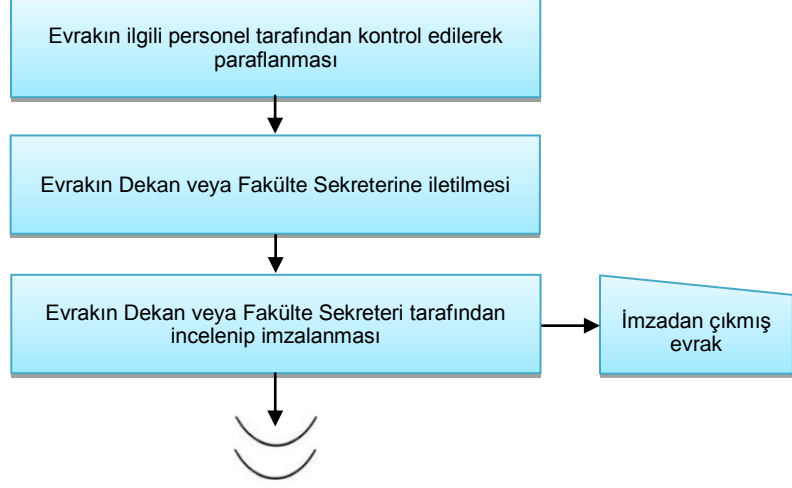 Evrakın ilgili personel tarafından kontrol edilerek
paraflanması
Evrakın Dekan veya Fakülte Sekreterine iletilmesi
Evrakın Dekan veya Fakülte Sekreteri tarafından
incelenip imzalanması
İmzadan çıkmış
evrak